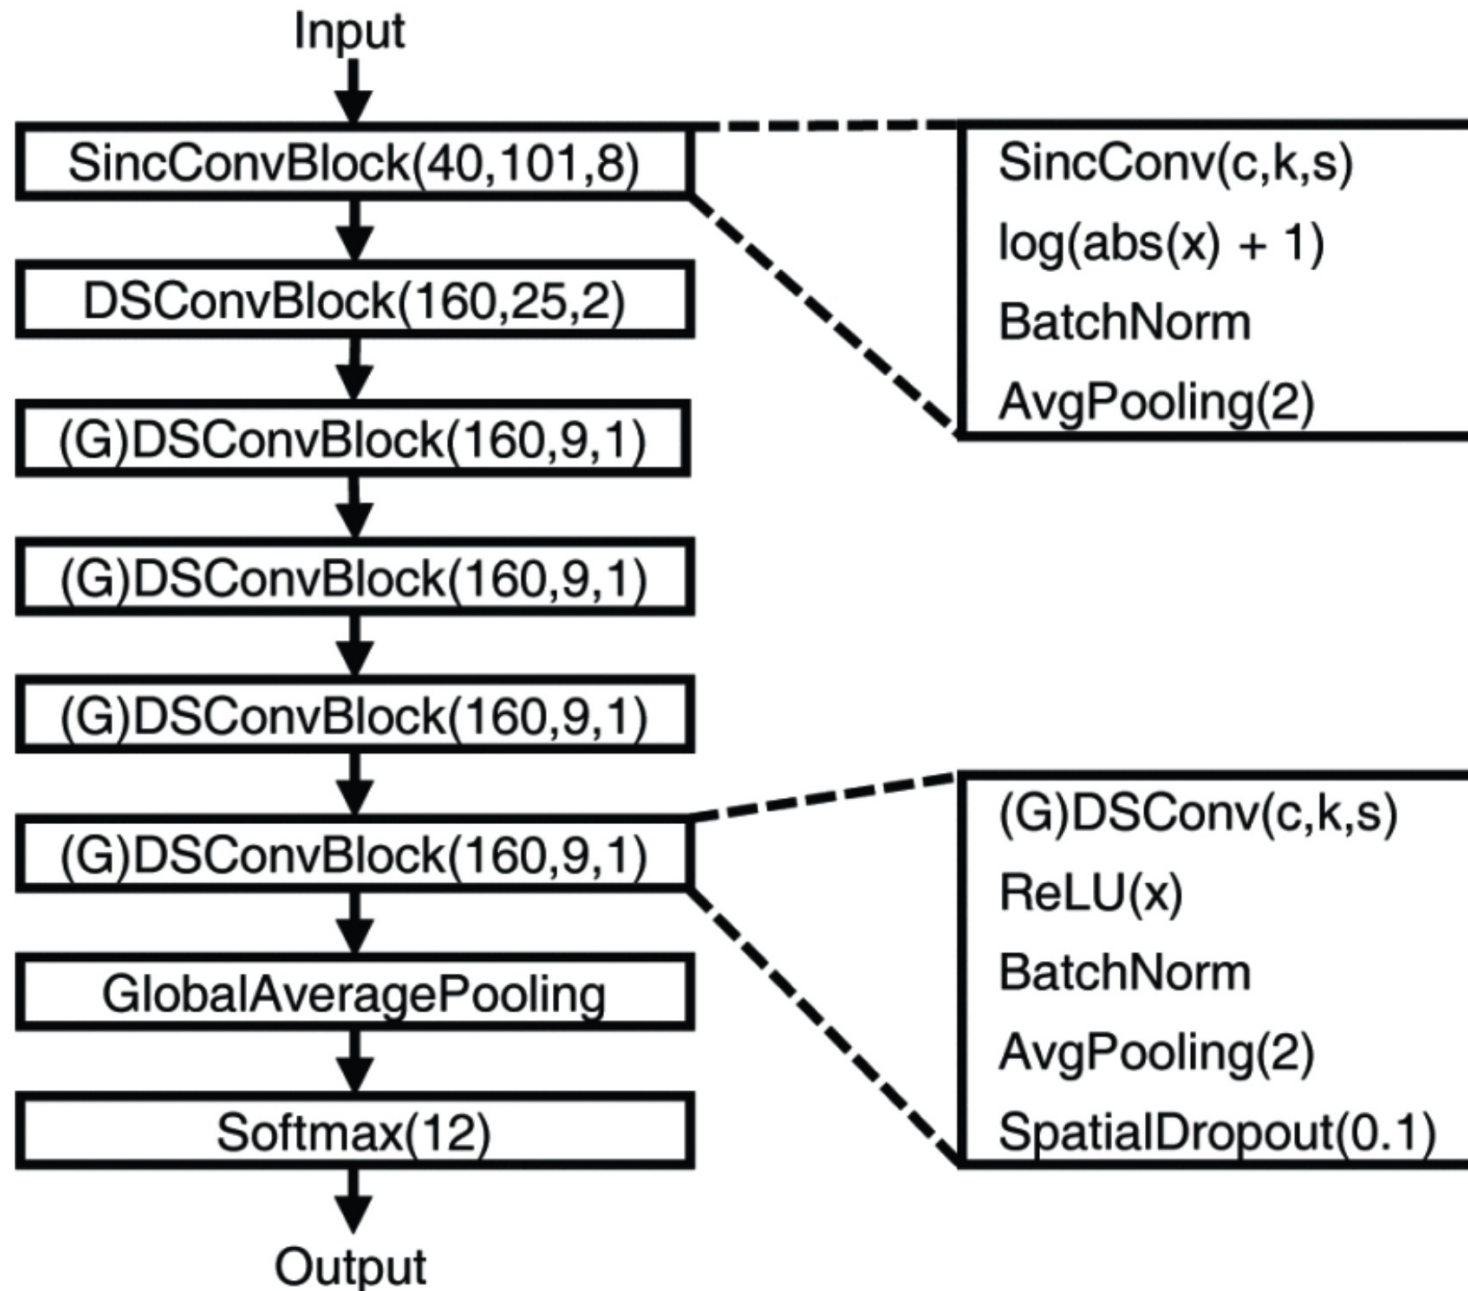 Input
SincConvBlock(40,101,8)
DSConvBlock(160,25,2)
(G)DSConvBlock(160,9,1)
(G)DSConvBlock(160,9,1)
(G)DSConvBlock(160,9,1)
(G)DSConvBlock(160,9,1)
GlobalAveragePooling
Softmax(12)
Output
SincConv(c,k,s)
log(abs(x) + 1)
BatchNorm
AvgPooling(2)
(G)DSConv(c,k,s)
ReLU(x)
BatchNorm
AvgPooling(2)
SpatialDropout(0.1)